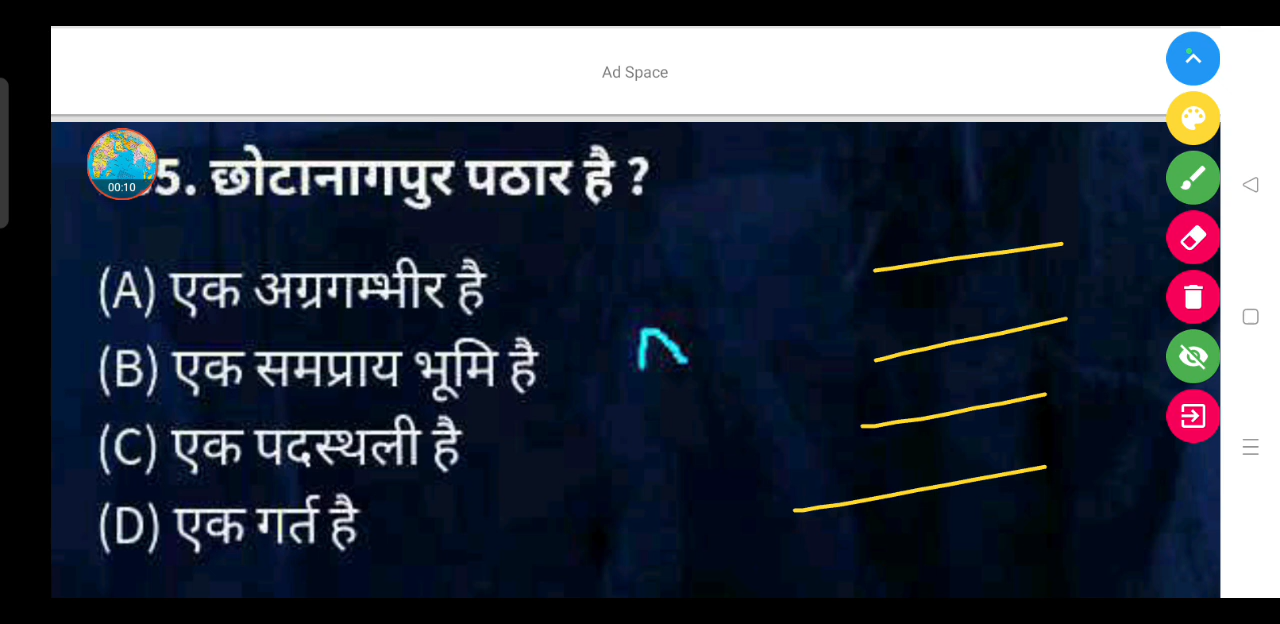 Ad Space
00:10
5. छोटानागपुर पठार है ?
(A) एक अग्रगम्भीर है
(B) एक समप्राय भूमि है
(C) एक पदस्थली है
(D) एक गर्त है